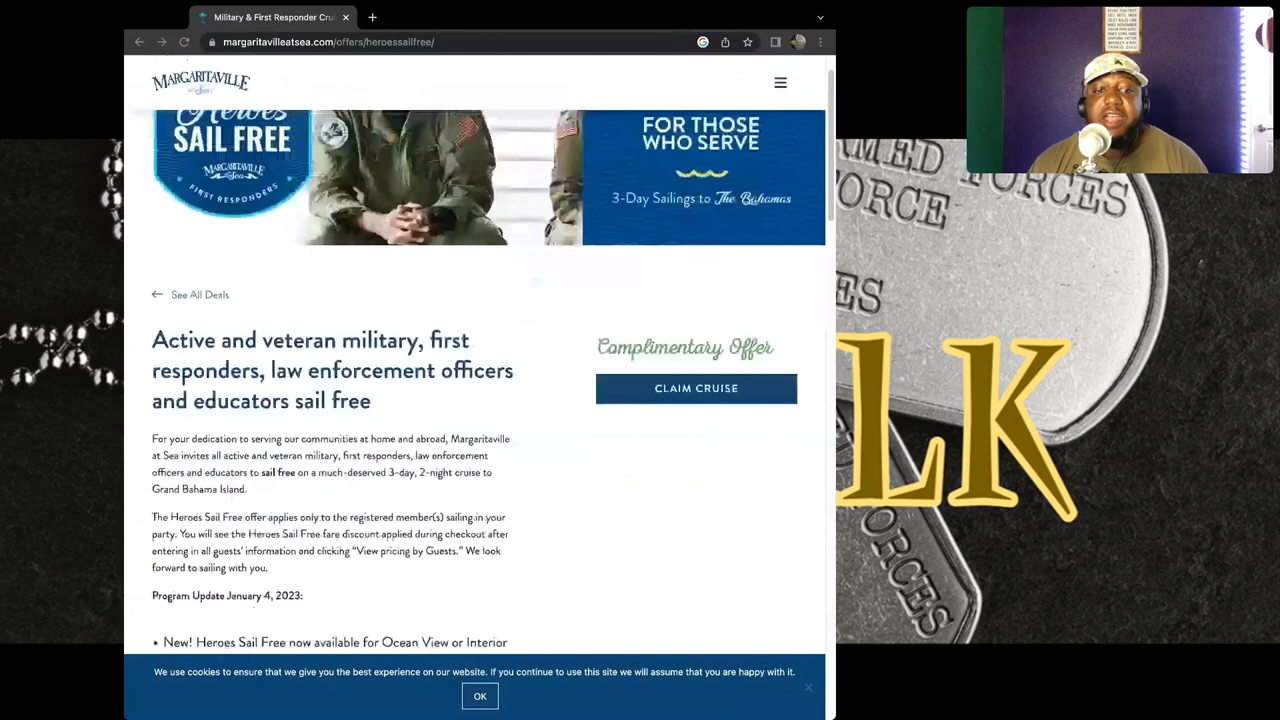 Military & First Responder Crui
margaritavilleatsea.com/offers/heroessailfree/
MARGARITAVILLE
at Sea
Heroes
SAIL FREE
MARGARITAVILLE
at Sea
FIRST RESPONDERS
FOR THOSE
WHO SERVE
3-Day Sailings to The Bahamas
← See All Deals
Active and veteran military, first
responders, law enforcement officers
and educators sail free
Complimentary Offer
CLAIM CRUISE
For your dedication to serving our communities at home and abroad, Margaritaville
at Sea invites all active and veteran military, first responders, law enforcement
officers and educators to sail free on a much-deserved 3-day, 2-night cruise to
Grand Bahama Island.
The Heroes Sail Free offer applies only to the registered member(s) sailing in your
party. You will see the Heroes Sail Free fare discount applied during checkout after
entering in all guests' information and clicking "View pricing by Guests." We look
forward to sailing with you.
Program Update January 4, 2023:
• New! Heroes Sail Free now available for Ocean View or Interior
We use cookies to ensure that we give you the best experience on our website. If you continue to use this site we will assume that you are happy with it.
OK
ARMED FORCES
FORCE
CES
LK
FORCES